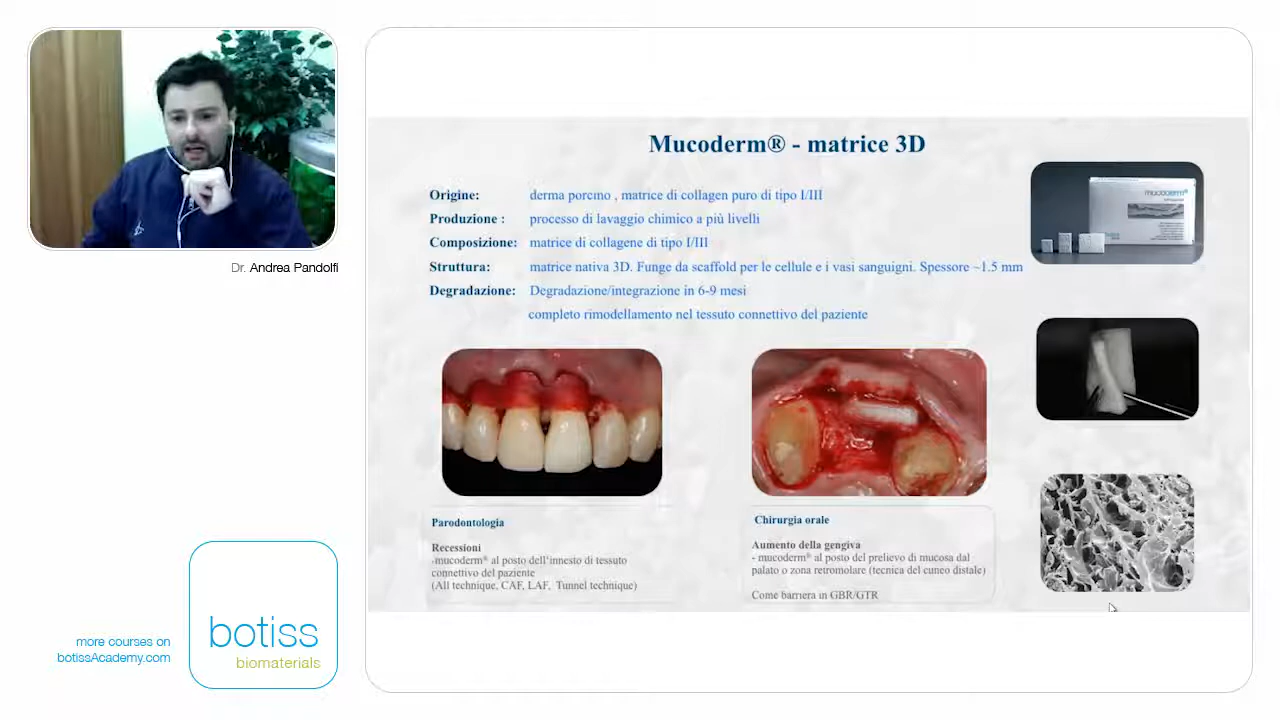 Dr. Andrea Pandolfi
Mucoderm® - matrice 3D
Origine: derma porcino , matrice di collagen puro di tipo I/III
Produzione : processo di lavaggio chimico a più livelli
Composizione: matrice di collagene di tipo I/III
Struttura: matrice nativa 3D. Funge da scaffold per le cellule e i vasi sanguigni. Spessore ~1.5 mm
Degradazione: Degradazione/integrazione in 6-9 mesi
completo rimodellamento nel tessuto connettivo del paziente
mucoderm®
Parodontologia
Recessioni
-mucoderm® al posto dell'innesto di tessuto
connettivo del paziente
(All technique, CAF, LAF, Tunnel technique)
Chirurgia orale
Aumento della gengiva
- mucoderm® al posto del prelievo di mucosa dal
palato o zona retromolare (tecnica del cuneo distale)
Come barriera in GBR/GTR
more courses on
botissAcademy.com
botiss
biomaterials